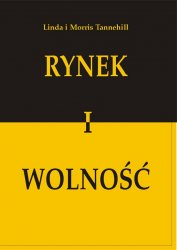 Linda i Morris Tannehill
RYNEK
I
WOLNOŚĆ